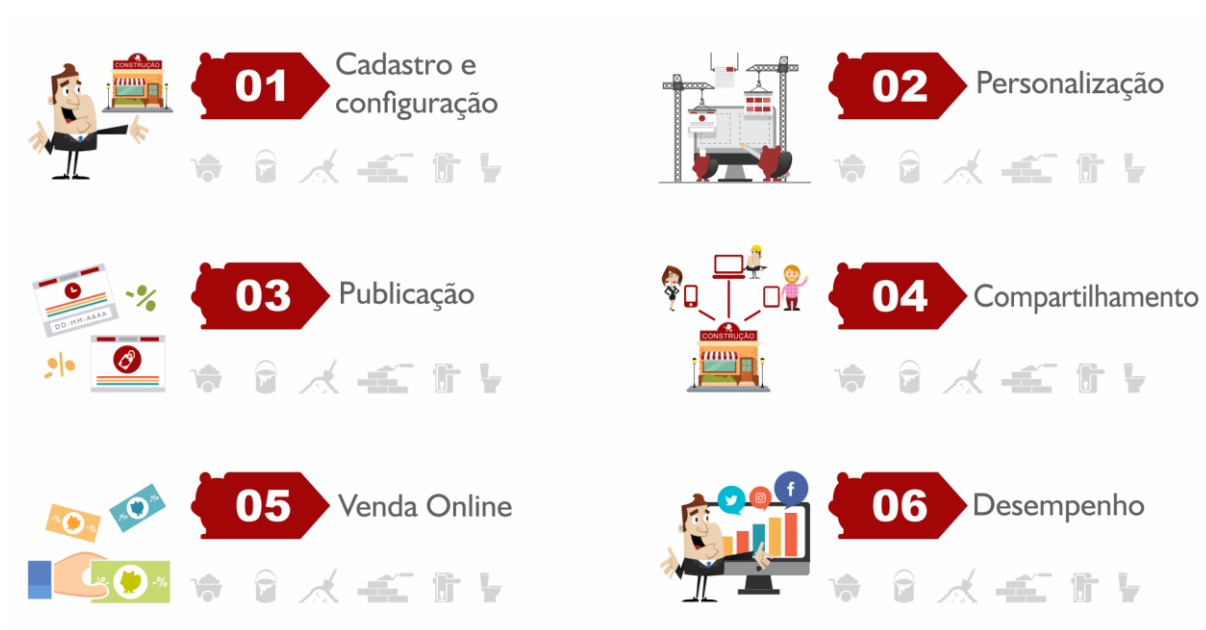 CONSTRUÇÃO
01
Cadastro e
configuração
02
Personalização
DD-MM-AAAA
-%
-%
03
Publicação
CONSTRUÇÃO
04
Compartilhamento
-%
-%
-%
-%
-%
-%
05
Venda Online
f
06
Desempenho